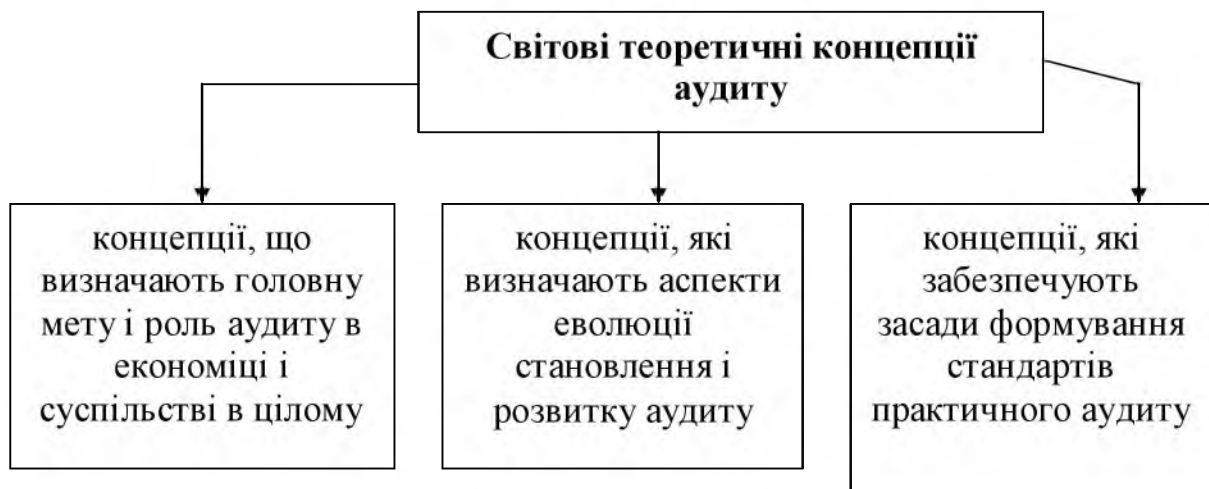 Світові теоретичні концепції
аудиту
концепції, що
визначають головну
мету і роль аудиту в
економіці і
суспільстві в цілому
концепції, які
визначають аспекти
еволюції
становлення і
розвитку аудиту
концепції, які
забезпечують
засади формування
стандартів
практичного аудиту